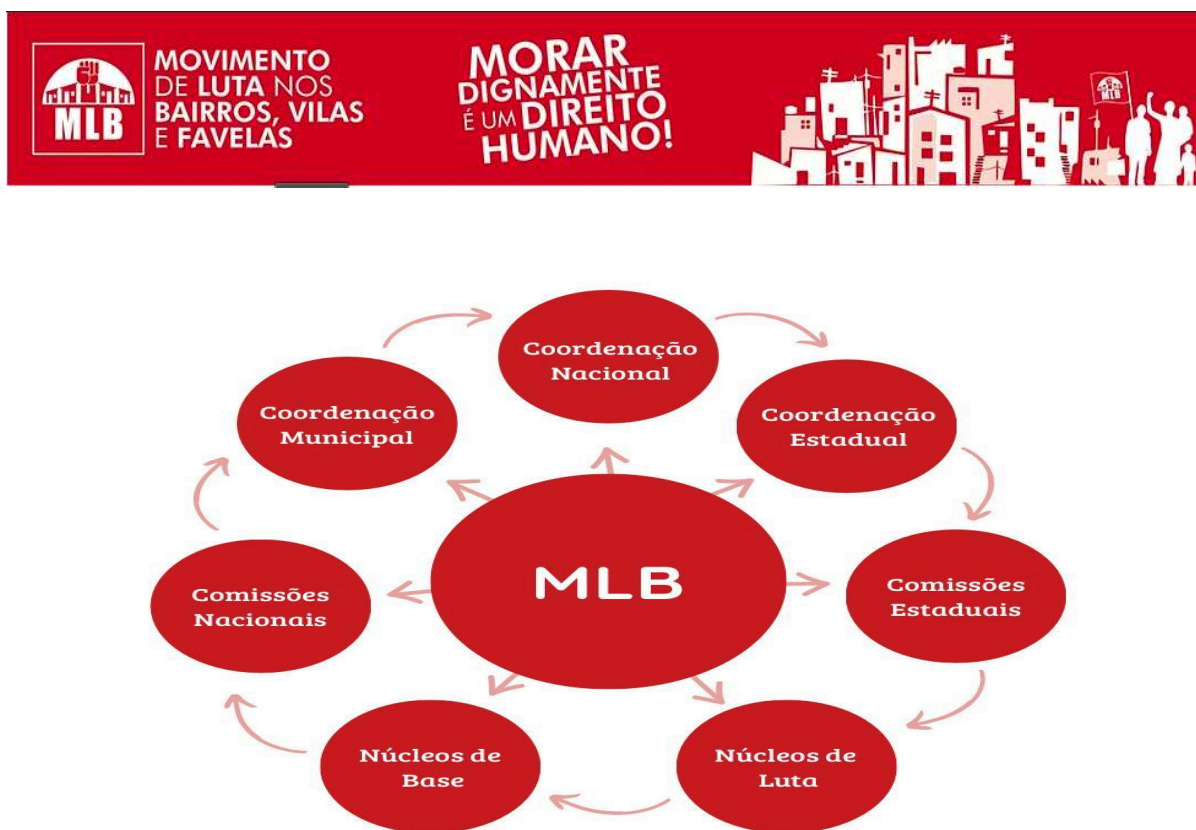 MLB
MOVIMENTO
DE LUTA NOS
BAIRROS, VILAS
E FAVELAS
MORAR
DIGNAMENTE
É UM DIREITO
HUMANO!
MLB
Coordenação
Nacional
Coordenação
Estadual
Comissões
Estaduais
Núcleos de
Luta
Núcleos de
Base
Comissões
Nacionais
Coordenação
Municipal
MLB